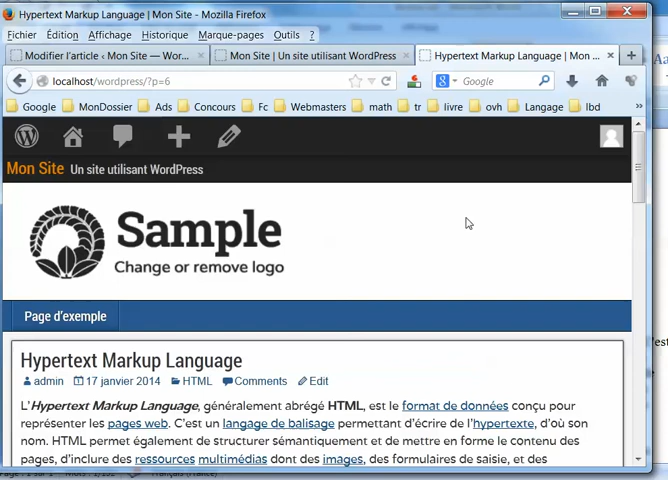 Hypertext Markup Language | Mon Site - Mozilla Firefox
Fichier Édition Affichage Historique Marque-pages Outils ?
Modifier l'article ‹ Mon Site — Wor... × Mon Site | Un site utilisant WordPress × Hypertext Markup Language | Mon ... × +
localhost/wordpress/?p=6 Google
Google MonDossier Ads Concours Fc Webmasters math tr livre ovh Langage lbd »
Mon Site Un site utilisant WordPress
Sample
Change or remove logo
Page d'exemple
Hypertext Markup Language
admin 17 janvier 2014 HTML Comments Edit
L'Hypertext Markup Language, généralement abrégé HTML, est le format de données conçu pour
représenter les pages web. C'est un langage de balisage permettant d'écrire de l'hypertexte, d'où son
nom. HTML permet également de structurer sémantiquement et de mettre en forme le contenu des
pages, d'inclure des ressources multimédias dont des images, des formulaires de saisie, et des